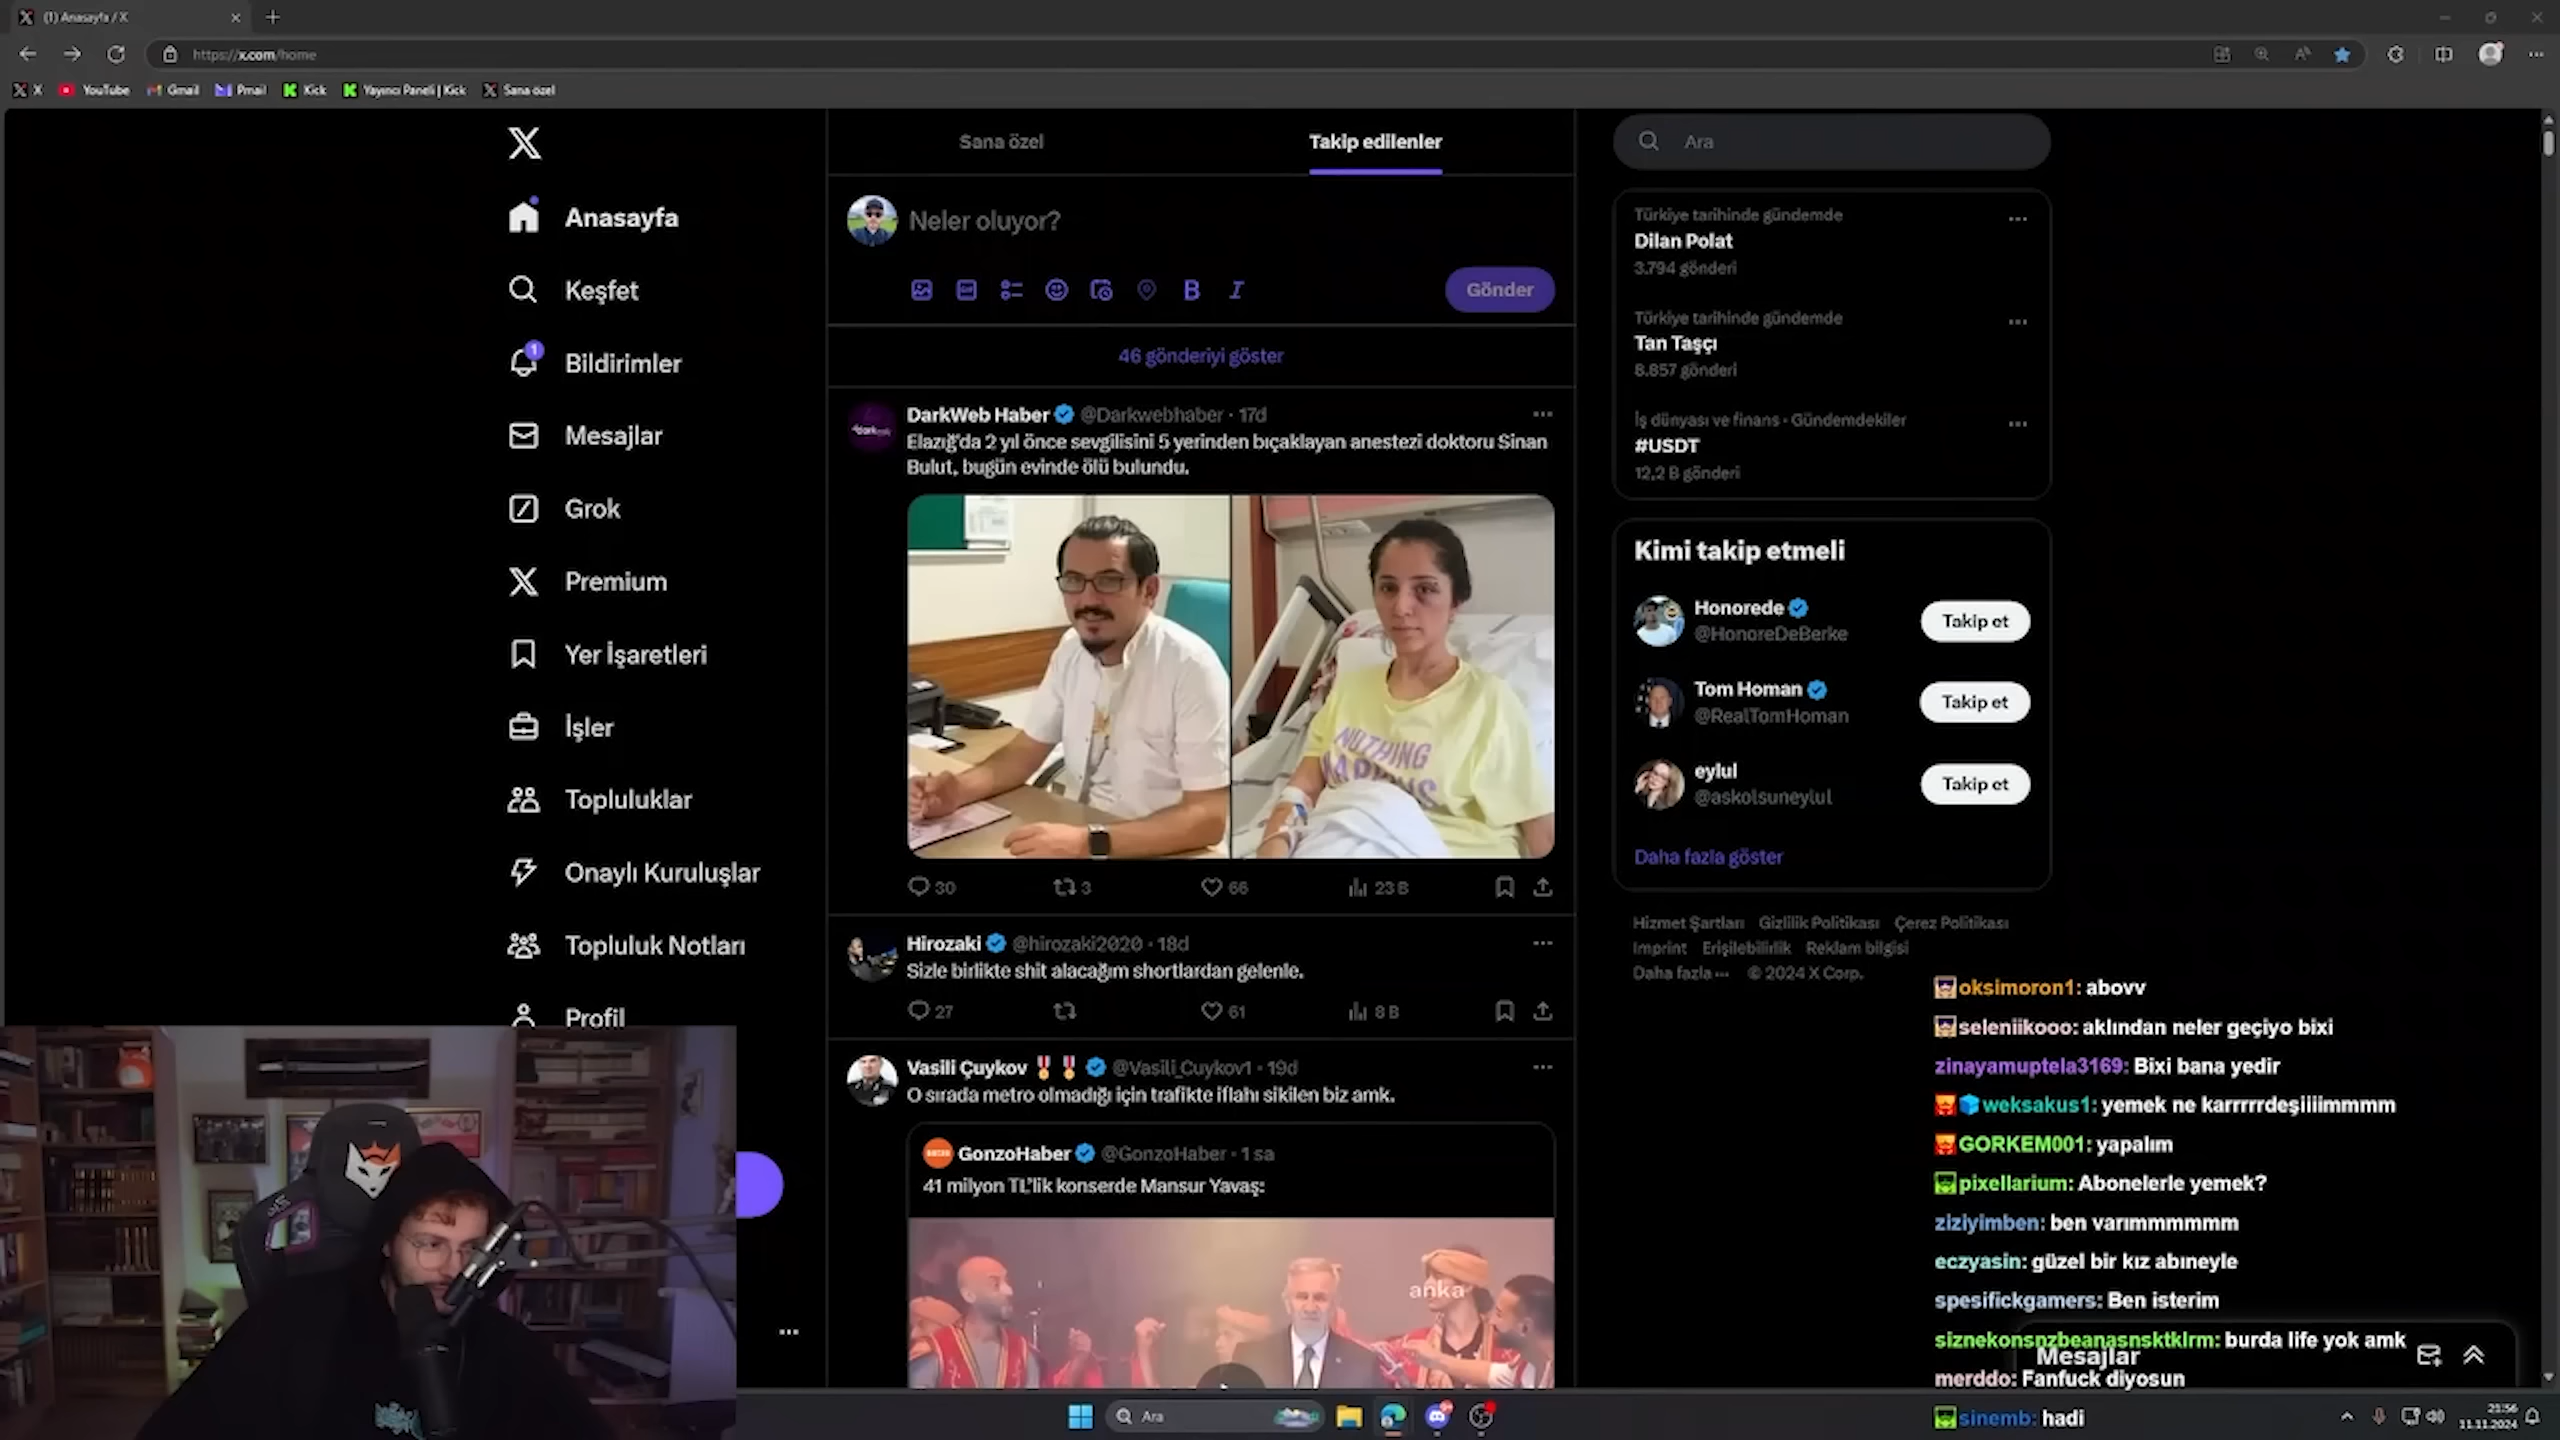 (1) Anasayfa / X
https://x.com/home
X
YouTube
Gmail
Pmail
Kick
Yayıncı Paneli | Kick
Sana özel
Anasayfa
Keşfet
1
Bildirimler
Mesajlar
Grok
Premium
Yer İşaretleri
İşler
Topluluklar
Onaylı Kuruluşlar
Topluluk Notları
Profil
Sana özel
Takip edilenler
Neler oluyor?
Gönder
46 gönderiyi göster
DarkWeb Haber @Darkwebhaber · 17d
Elazığ'da 2 yıl önce sevgilisini 5 yerinden bıçaklayan anestezi doktoru Sinan
Bulut, bugün evinde ölü bulundu.
NOTHING
30 3 66 23 B
Hirozaki @hirozaki2020 · 18d
Sizle birlikte shit alacağım shortlardan gelenle.
27 61 8 B
Vasili Çuykov @Vasili_Cuykov1 · 19d
O sırada metro olmadığı için trafikte iflahı sikilen biz amk.
GonzoHaber @GonzoHaber · 1 sa
41 milyon TL'lik konserde Mansur Yavaş:
anka
Ara
Türkiye tarihinde gündemde
Dilan Polat
3.794 gönderi
Türkiye tarihinde gündemde
Tan Taşçı
8.857 gönderi
İş dünyası ve finans · Gündemdekiler
#USDT
12,2 B gönderi
Kimi takip etmeli
Honorede
@HonoreDeBerke
Takip et
Tom Homan
@RealTomHoman
Takip et
eylul
@askolsuneylul
Takip et
Daha fazla göster
Hizmet Şartları Gizlilik Politikası Çerez Politikası
Imprint Erişilebilirlik Reklam bilgisi
Daha fazla ··· © 2024 X Corp.
oksimoron1: abovv
seleniikooo: aklından neler geçiyo bixi
zinayamuptela3169: Bixi bana yedir
weksakus1: yemek ne karrrrrdeşiiiimmmm
GORKEM001: yapalım
pixellarium: Abonelerle yemek?
ziziyimben: ben varımmmmmm
eczyasin: güzel bir kız abıneyle
spesifickgamers: Ben isterim
siznekonsnzbeanasnsktklrm: burda life yok amk
Mesajlar
merddo: Fanfuck diyosun
sinemb: hadi
Ara
21:56
11.11.2024